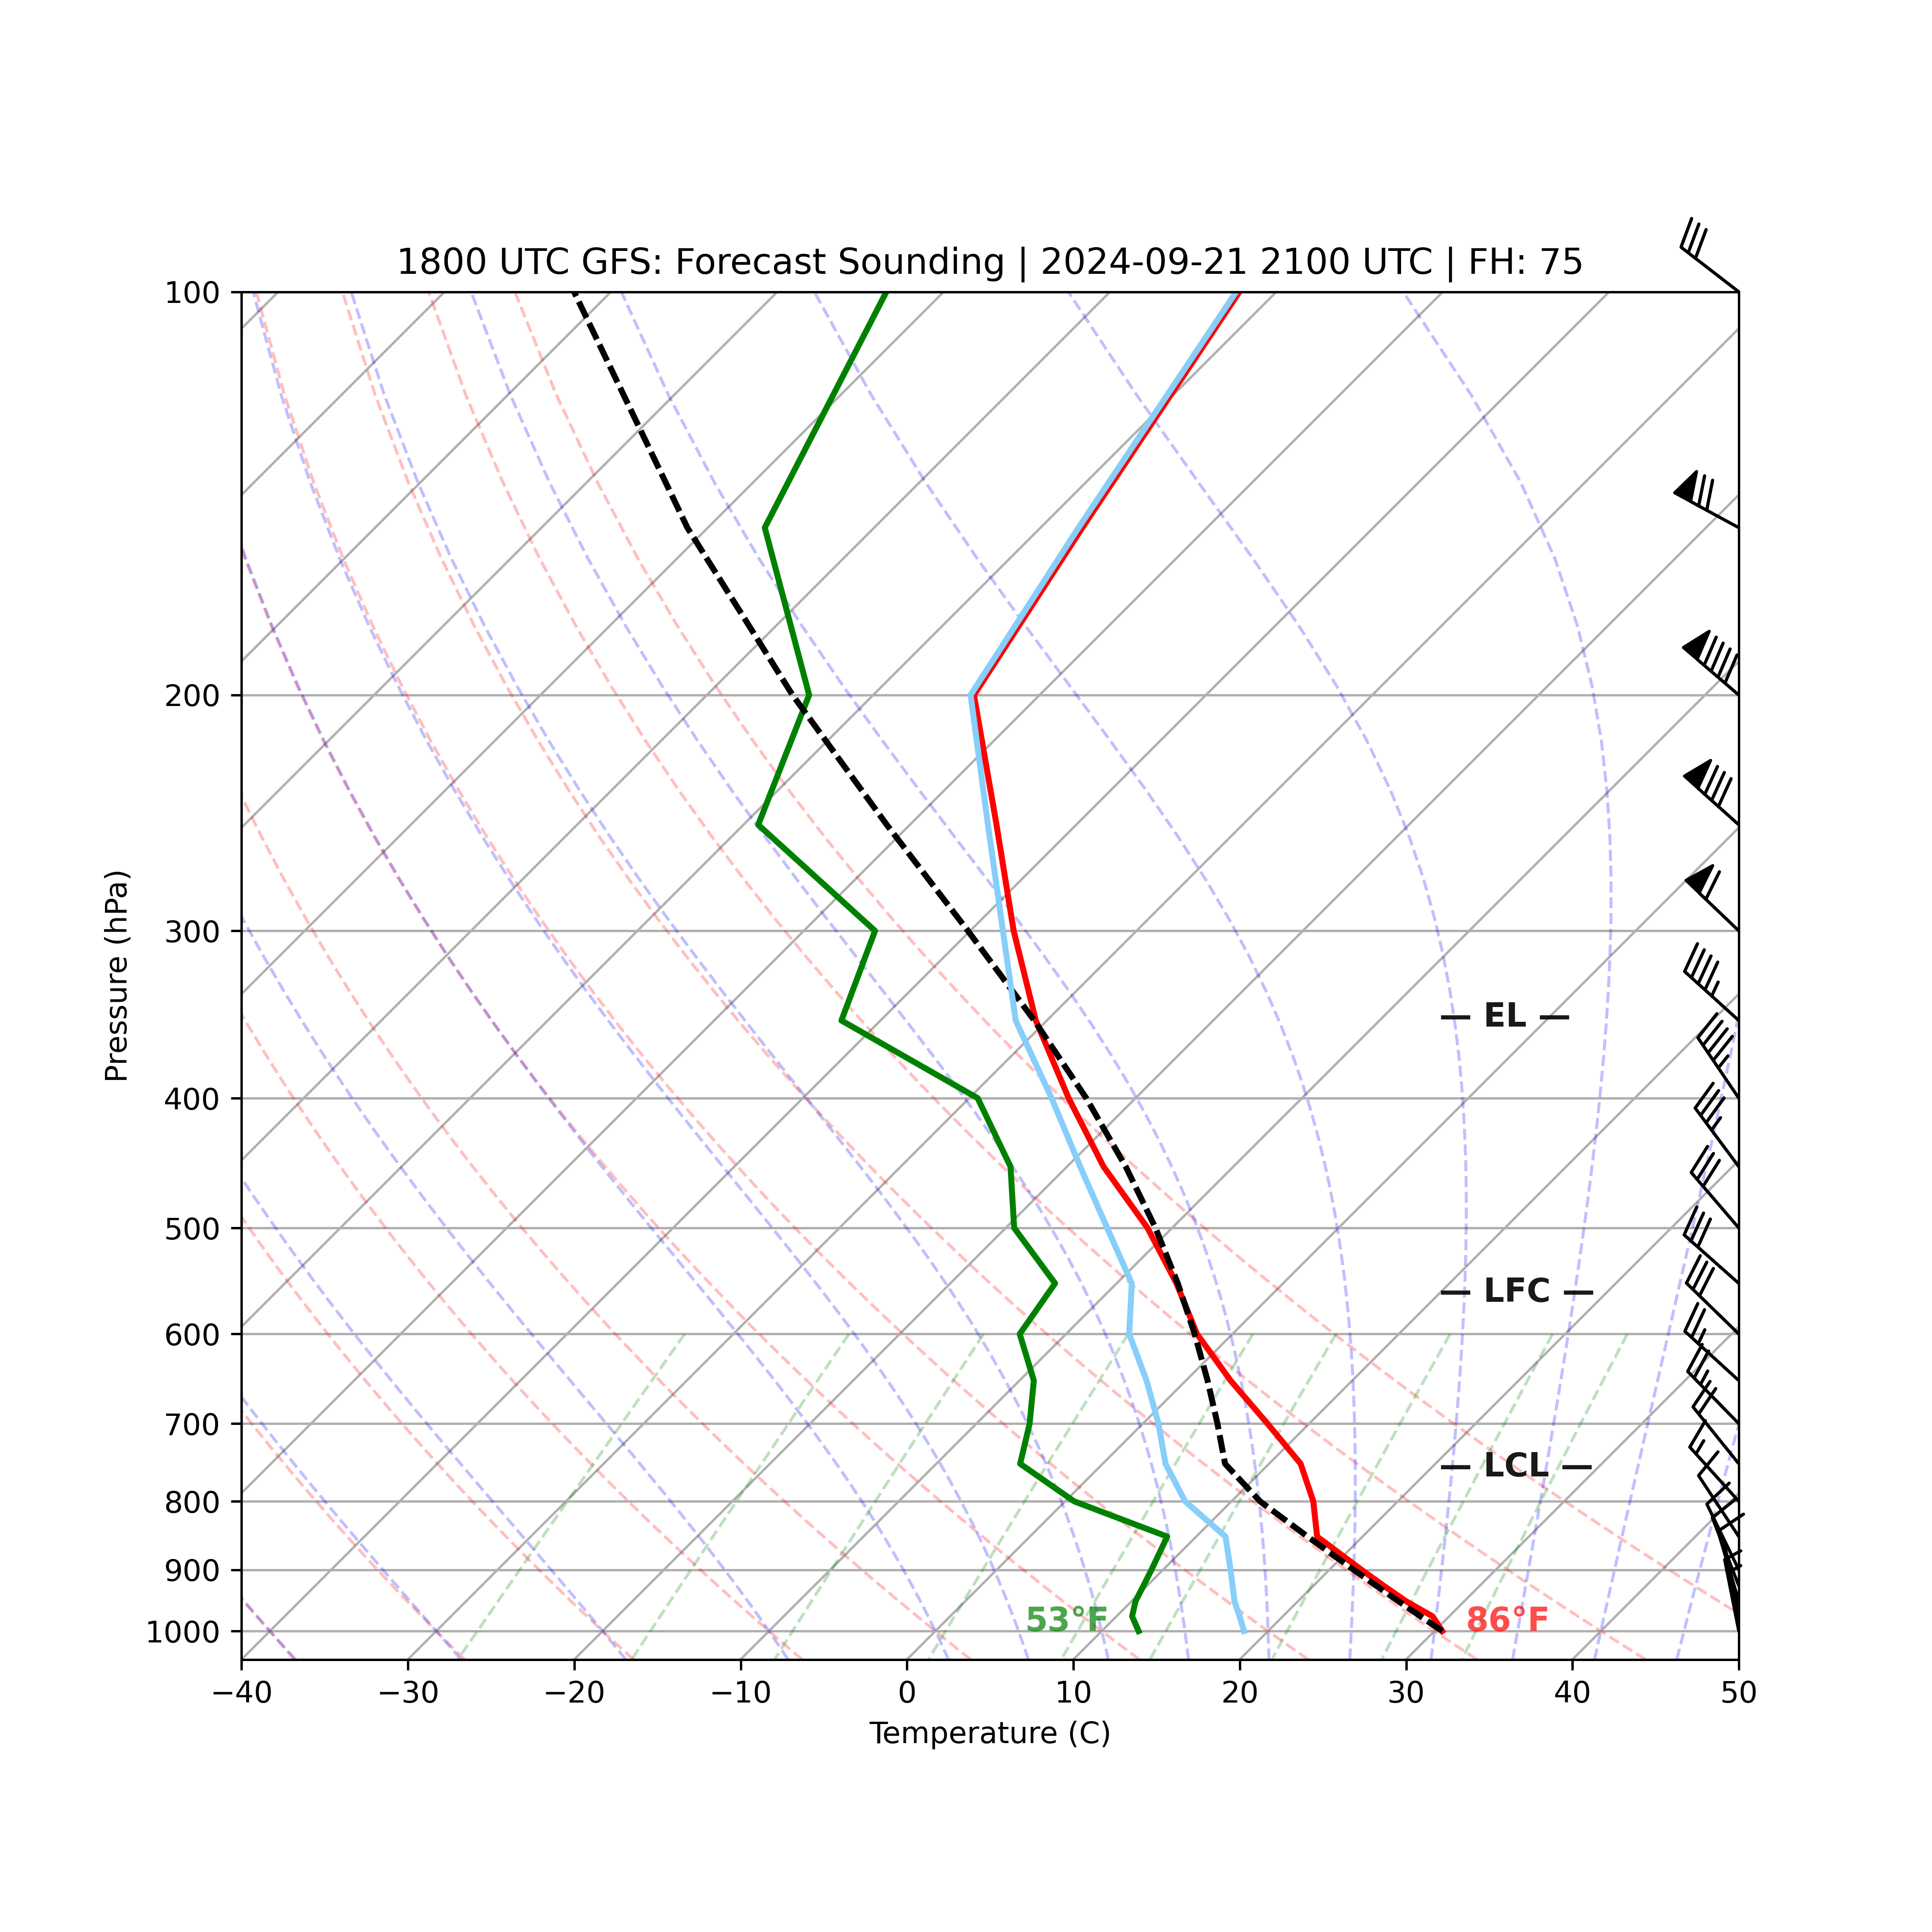 1800 UTC GFS: Forecast Sounding | 2024-09-21 2100 UTC | FH: 75
100
200
300
400
500
600
700
800
900
1000
Pressure (hPa)
— EL —
— LFC —
— LCL —
53°F
86°F
−40 −30 −20 −10 0 10 20 30 40 50
Temperature (C)